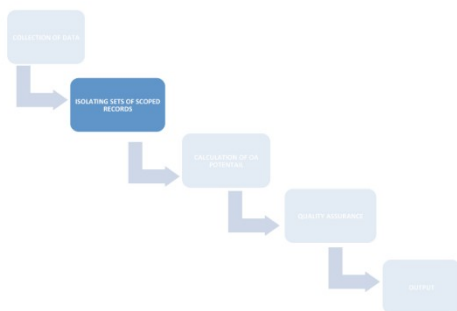 COLLECTION OF DATA
ISOLATING SETS OF SCOPED
RECORDS
CALCULATION OF CA
POTENTIAL
QUALITY ASSURANCE
OUTPUT